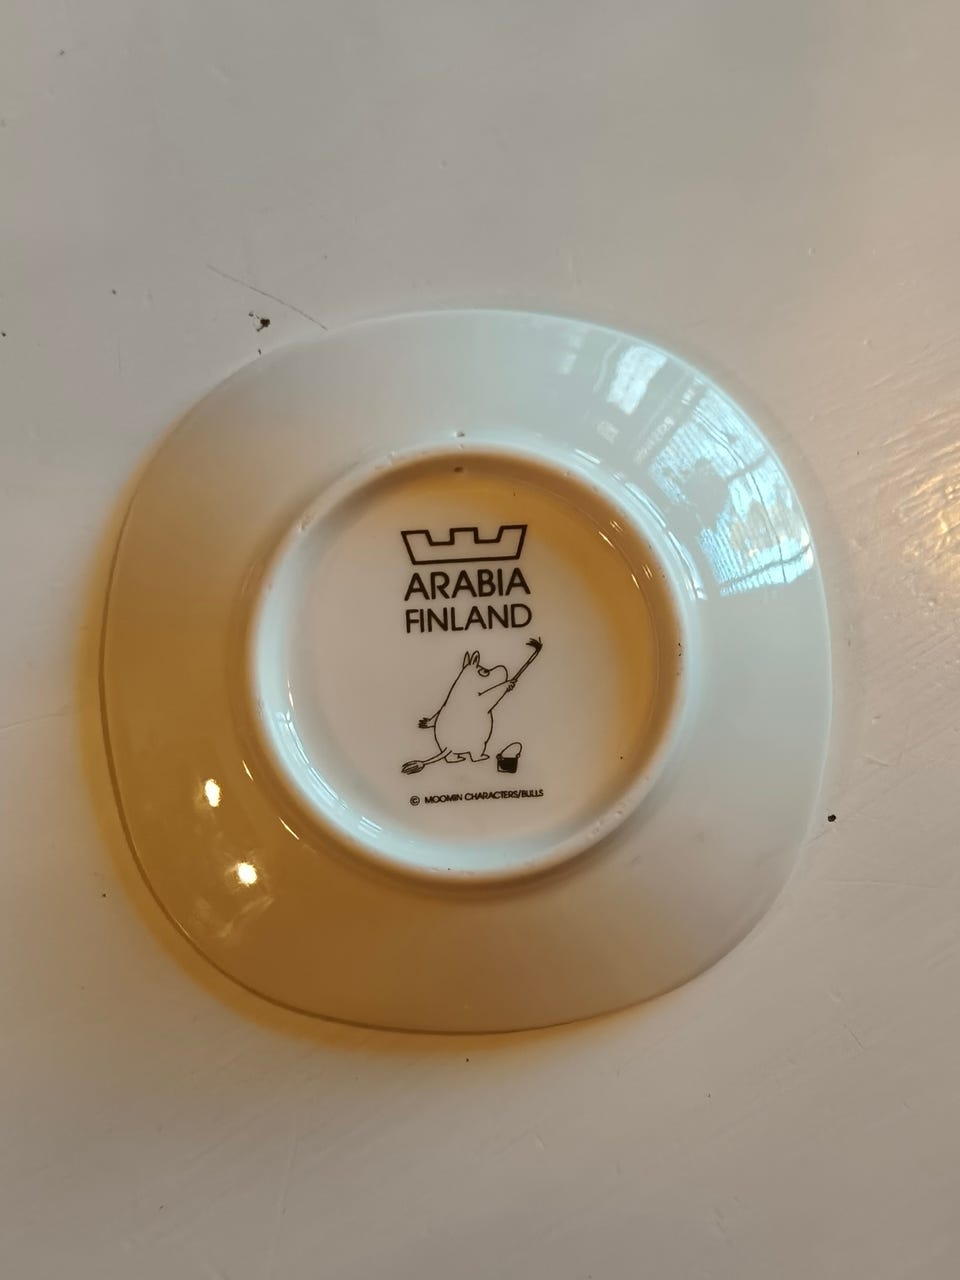 ARABIA
FINLAND
© MOOMIN CHARACTERS/BULLS